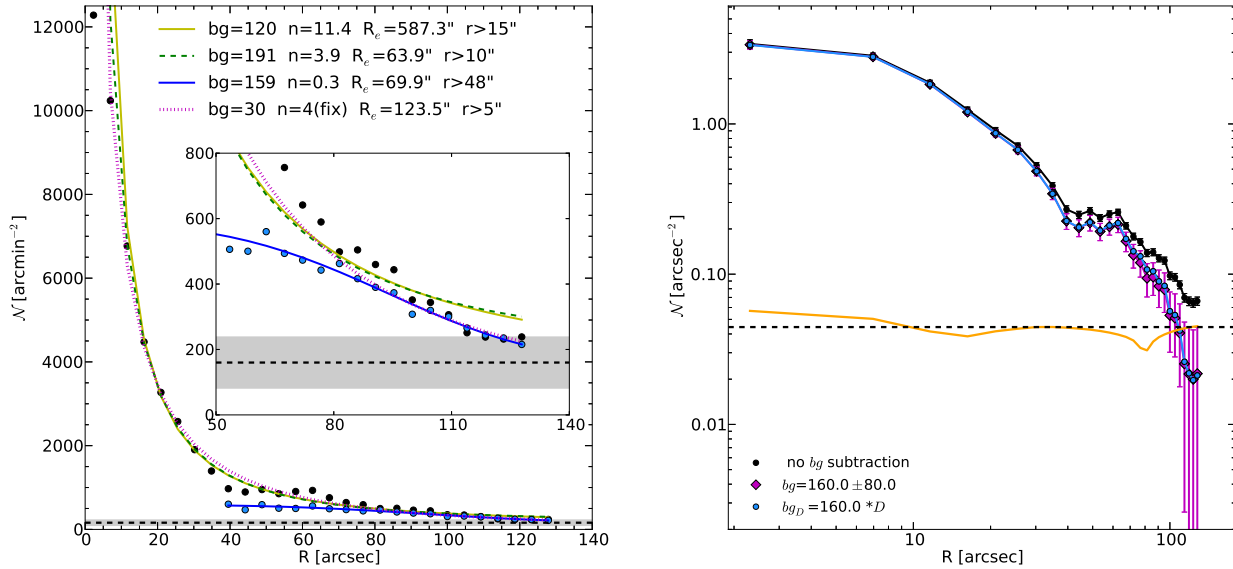 bg=120 n=11.4 R_e=587.3" r>15"
bg=191 n=3.9 R_e=63.9" r>10"
bg=159 n=0.3 R_e=69.9" r>48"
bg=30 n=4(fix) R_e=123.5" r>5"
12000
10000
8000
6000
4000
2000
0
0 20 40 60 80 100 120 140
R [arcsec]
𝒩 [arcmin⁻²]
800
600
400
200
0
50 80 110 140
1.00
0.10
0.01
10 100
R [arcsec]
𝒩 [arcsec⁻²]
no bg subtraction
bg=160.0±80.0
bg_D=160.0 *D